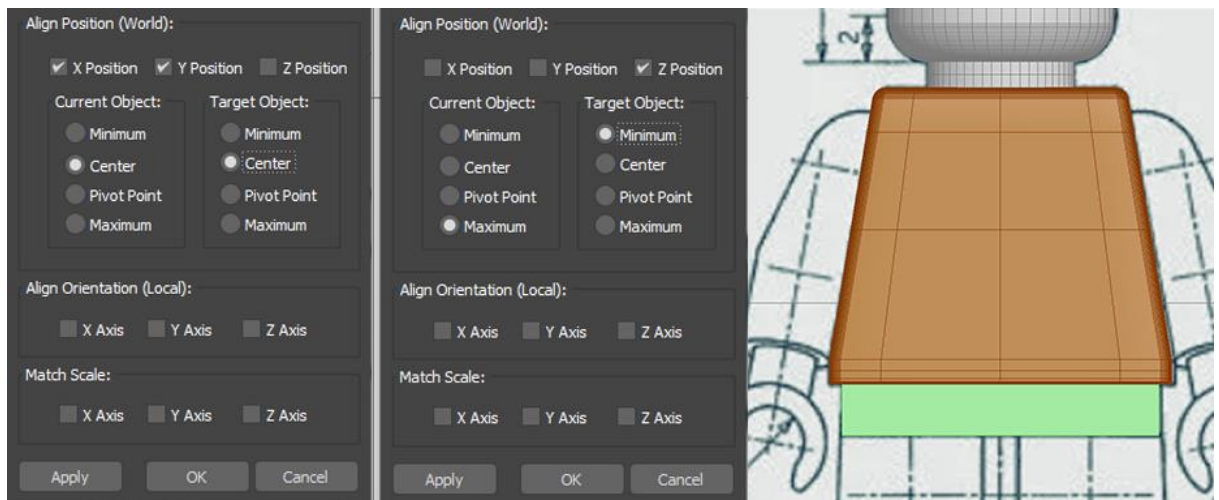 Align Position (World):
X Position Y Position Z Position
Current Object: Target Object:
Minimum Minimum
Center Center
Pivot Point Pivot Point
Maximum Maximum
Align Orientation (Local):
X Axis Y Axis Z Axis
Match Scale:
X Axis Y Axis Z Axis
Apply OK Cancel
Align Position (World):
X Position Y Position Z Position
Current Object: Target Object:
Minimum Minimum
Center Center
Pivot Point Pivot Point
Maximum Maximum
Align Orientation (Local):
X Axis Y Axis Z Axis
Match Scale:
X Axis Y Axis Z Axis
Apply OK Cancel
2